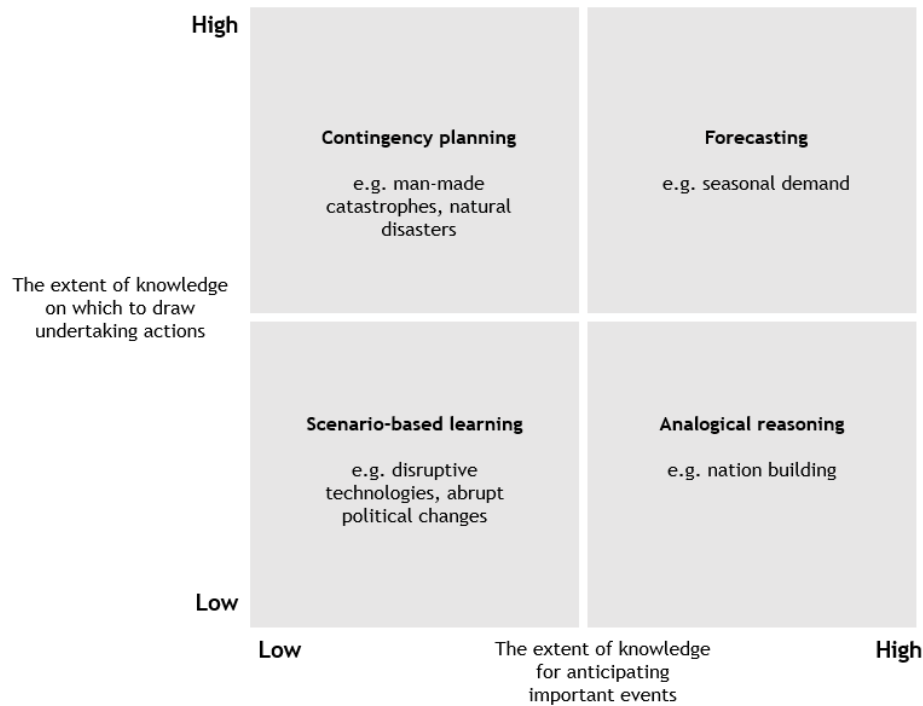 High
Contingency planning
e.g. man-made
catastrophes, natural
disasters
Forecasting
e.g. seasonal demand
The extent of knowledge
on which to draw
undertaking actions
Scenario-based learning
e.g. disruptive
technologies, abrupt
political changes
Analogical reasoning
e.g. nation building
Low
Low
The extent of knowledge
for anticipating
important events
High